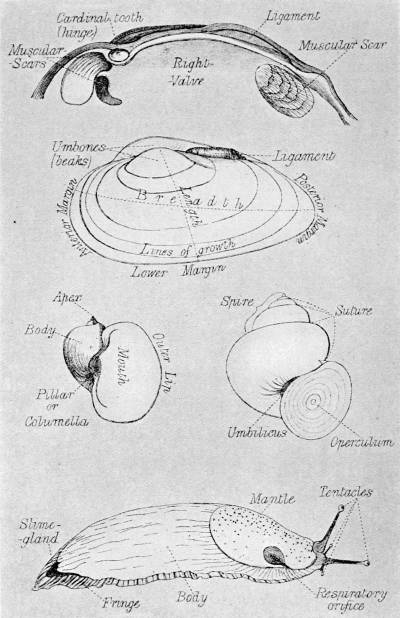 Cardinal tooth
(hinge)
Ligament
Muscular
-Scars
Muscular Scar
Right-
Valve
Umbones
(beaks)
Ligament
Anterior Margin
Posterior Margin
Breadth
Length
Lines of growth
Lower Margin
Apex
Body
Mouth
Outer Lip
Pillar
or
Columella
Spire
Suture
Umbilicus
Operculum
Mantle
Tentacles
Slime-
gland
Fringe
Body
Respiratory
orifice